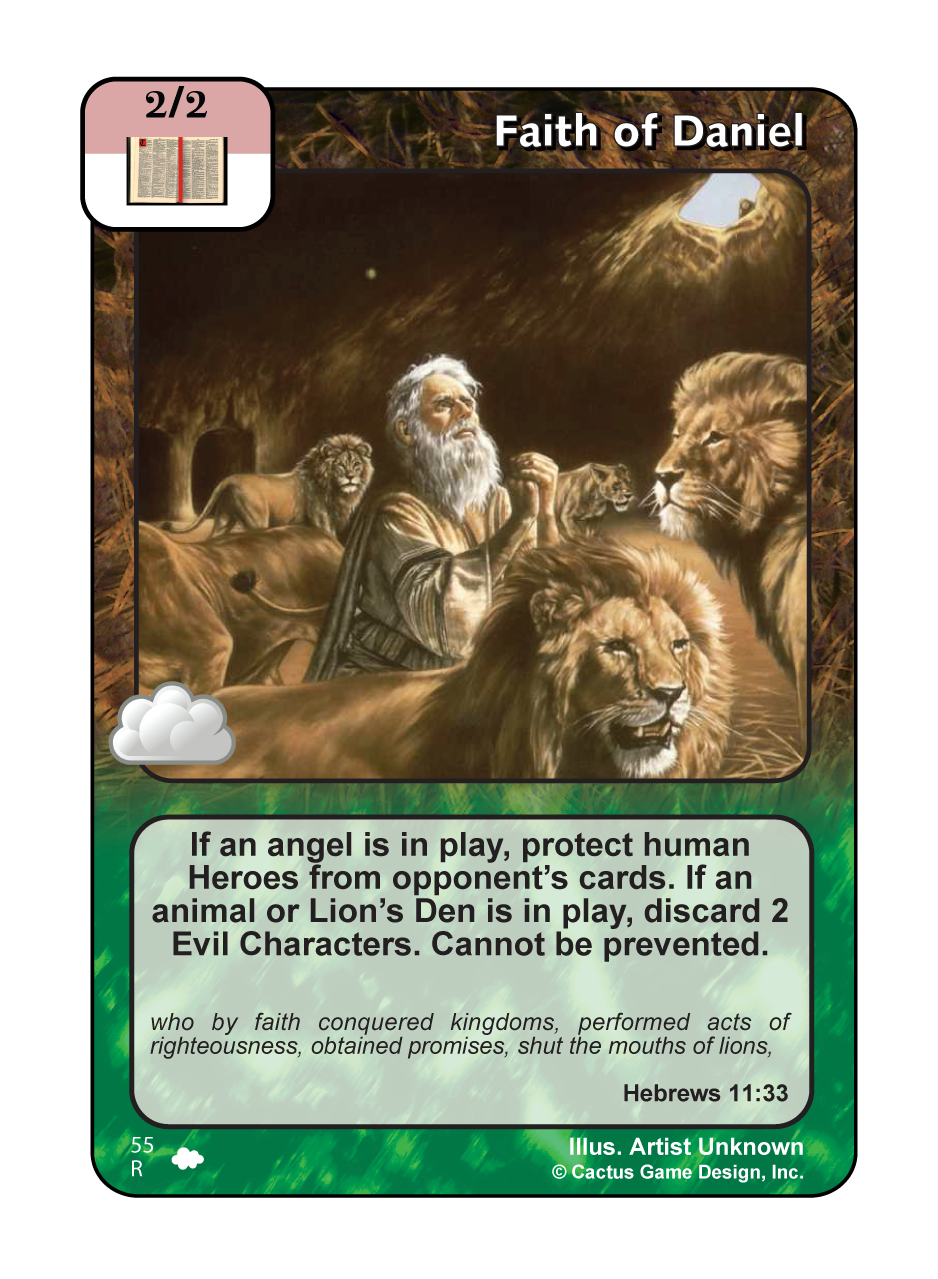 2/2
Faith of Daniel
If an angel is in play, protect human
Heroes from opponent's cards. If an
animal or Lion's Den is in play, discard 2
Evil Characters. Cannot be prevented.
who by faith conquered kingdoms, performed acts of
righteousness, obtained promises, shut the mouths of lions,
Hebrews 11:33
55
R
Illus. Artist Unknown
© Cactus Game Design, Inc.